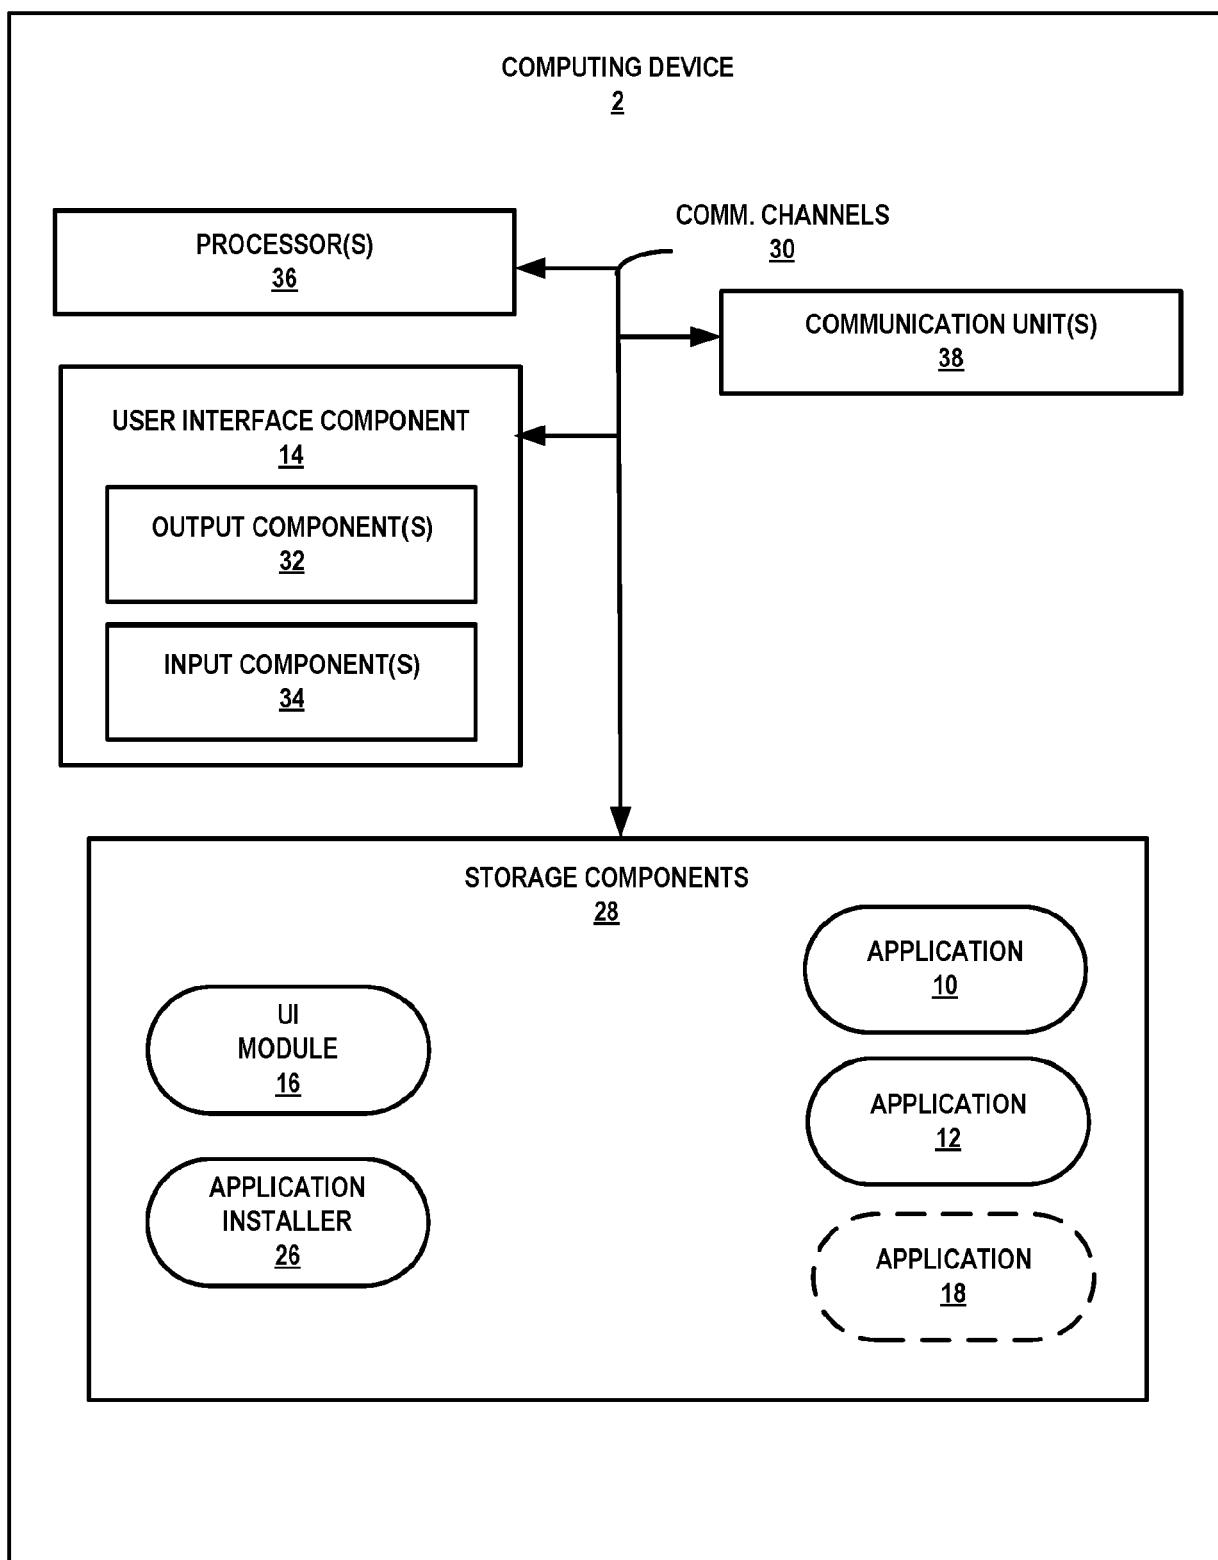 COMPUTING DEVICE
2
PROCESSOR(S)
36
COMM. CHANNELS
30
COMMUNICATION UNIT(S)
38
USER INTERFACE COMPONENT
14
OUTPUT COMPONENT(S)
32
INPUT COMPONENT(S)
34
STORAGE COMPONENTS
28
UI
MODULE
16
APPLICATION
INSTALLER
26
APPLICATION
10
APPLICATION
12
APPLICATION
18